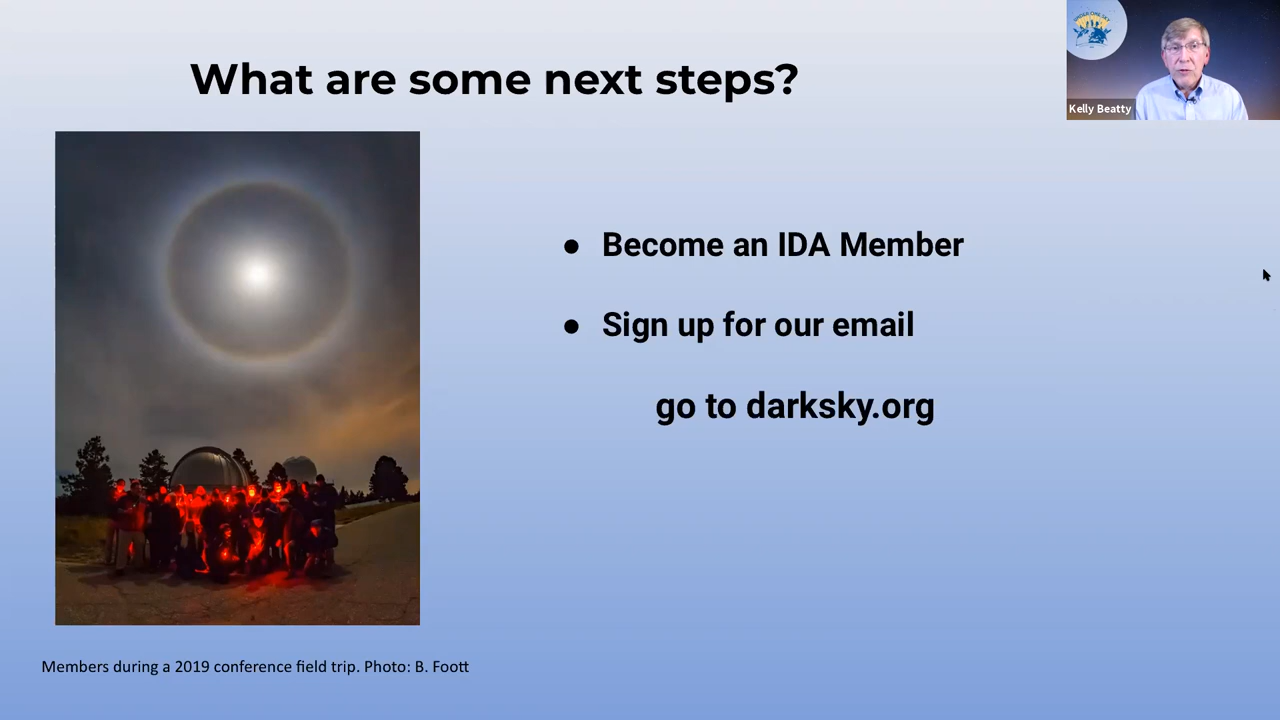 What are some next steps?
Kelly Beatty
● Become an IDA Member
● Sign up for our email
go to darksky.org
Members during a 2019 conference field trip. Photo: B. Foott